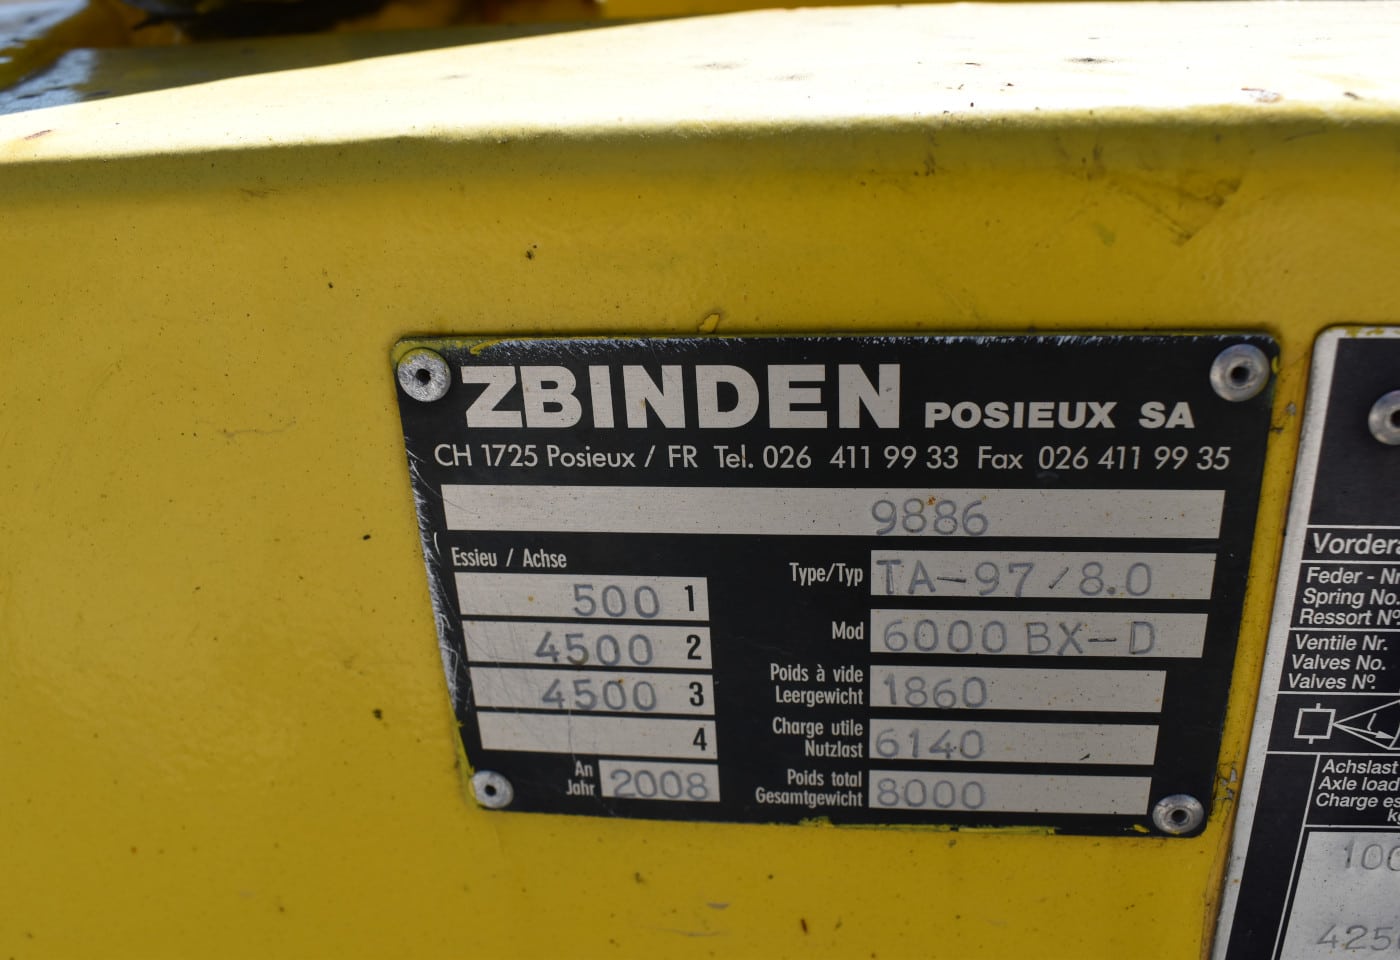 ZBINDEN POSIEUX SA
CH 1725 Posieux / FR Tel. 026 411 99 33 Fax 026 411 99 35
9886
Essieu / Achse
500 1
4500 2
4500 3
4
An
Jahr 2008
Type/Typ TA-97/8.0
Mod 6000 BX-D
Poids à vide
Leergewicht 1860
Charge utile
Nutzlast 6140
Poids total
Gesamtgewicht 8000
Feder - Nr
Spring No.
Ressort Nº.
Ventile Nr.
Valves No.
Valves Nº.
Achslast
Axle load
Charge